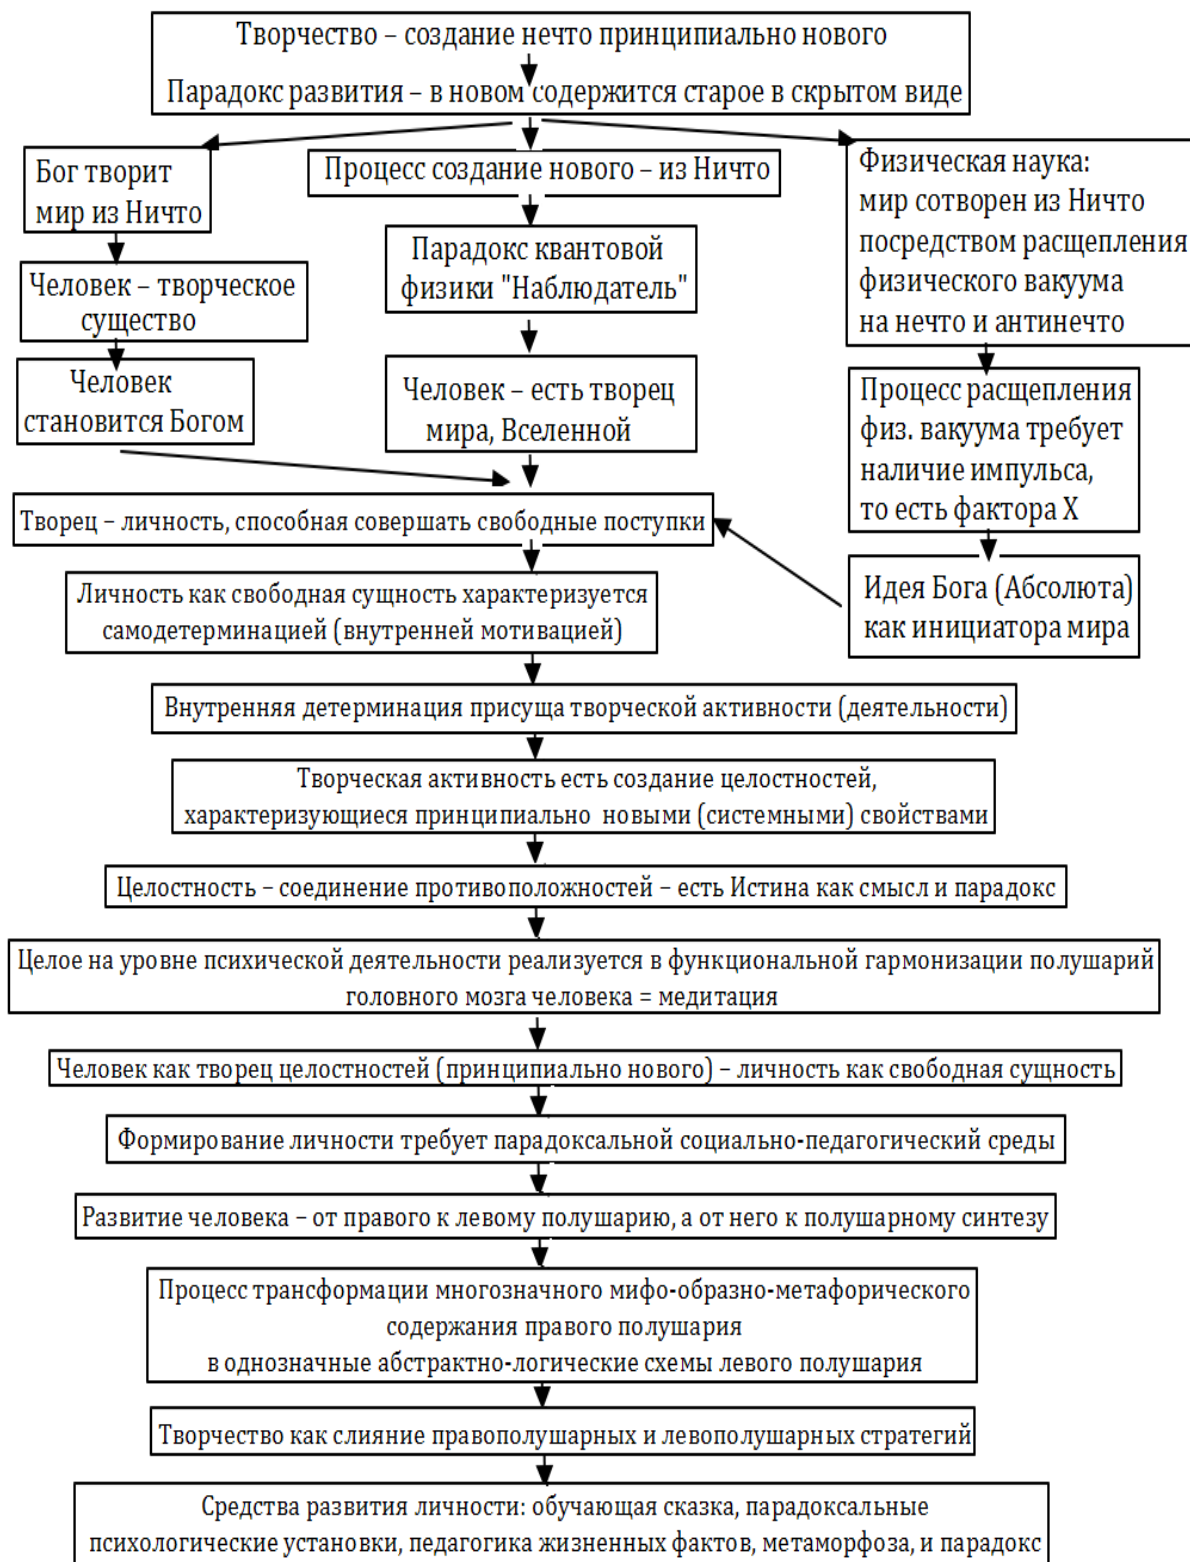 Творчество – создание нечто принципиально нового
Парадокс развития – в новом содержится старое в скрытом виде
Бог творит
мир из Ничто
Человек – творческое
существо
Человек
становится Богом
Процесс создание нового – из Ничто
Парадокс квантовой
физики "Наблюдатель"
Человек – есть творец
мира, Вселенной
Физическая наука:
мир сотворен из Ничто
посредством расщепления
физического вакуума
на нечто и антинечто
Процесс расщепления
физ. вакуума требует
наличие импульса,
то есть фактора X
Идея Бога (Абсолюта)
как инициатора мира
Творец – личность, способная совершать свободные поступки
Личность как свободная сущность характеризуется
самодетерминацией (внутренней мотивацией)
Внутренняя детерминация присуща творческой активности (деятельности)
Творческая активность есть создание целостностей,
характеризующиеся принципиально новыми (системными) свойствами
Целостность – соединение противоположностей – есть Истина как смысл и парадокс
Целое на уровне психической деятельности реализуется в функциональной гармонизации полушарий
головного мозга человека = медитация
Человек как творец целостностей (принципиально нового) – личность как свободная сущность
Формирование личности требует парадоксальной социально-педагогический среды
Развитие человека – от правого к левому полушарию, а от него к полушарному синтезу
Процесс трансформации многозначного мифо-образно-метафорического
содержания правого полушария
в однозначные абстрактно-логические схемы левого полушария
Творчество как слияние правополушарных и левополушарных стратегий
Средства развития личности: обучающая сказка, парадоксальные
психологические установки, педагогика жизненных фактов, метаморфоза, и парадокс